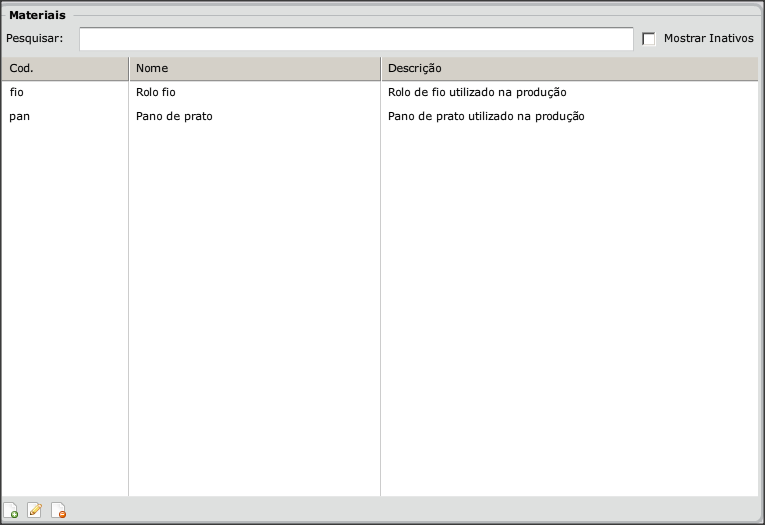 Materiais
Pesquisar: Mostrar Inativos
Cod. Nome Descrição
fio Rolo fio Rolo de fio utilizado na produção
pan Pano de prato Pano de prato utilizado na produção